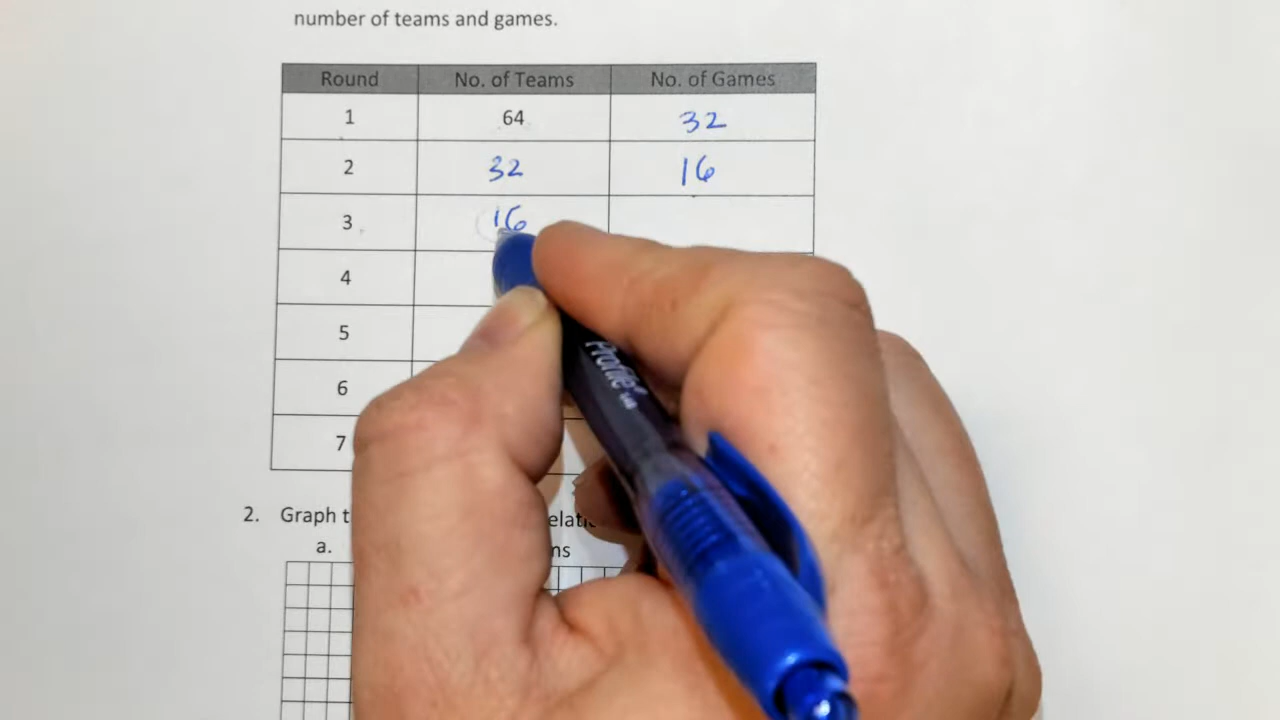 number of teams and games.
Round No. of Teams No. of Games
1 64 32
2 32 16
3 16
4
5
6
7
2. Graph t
a.
Profile